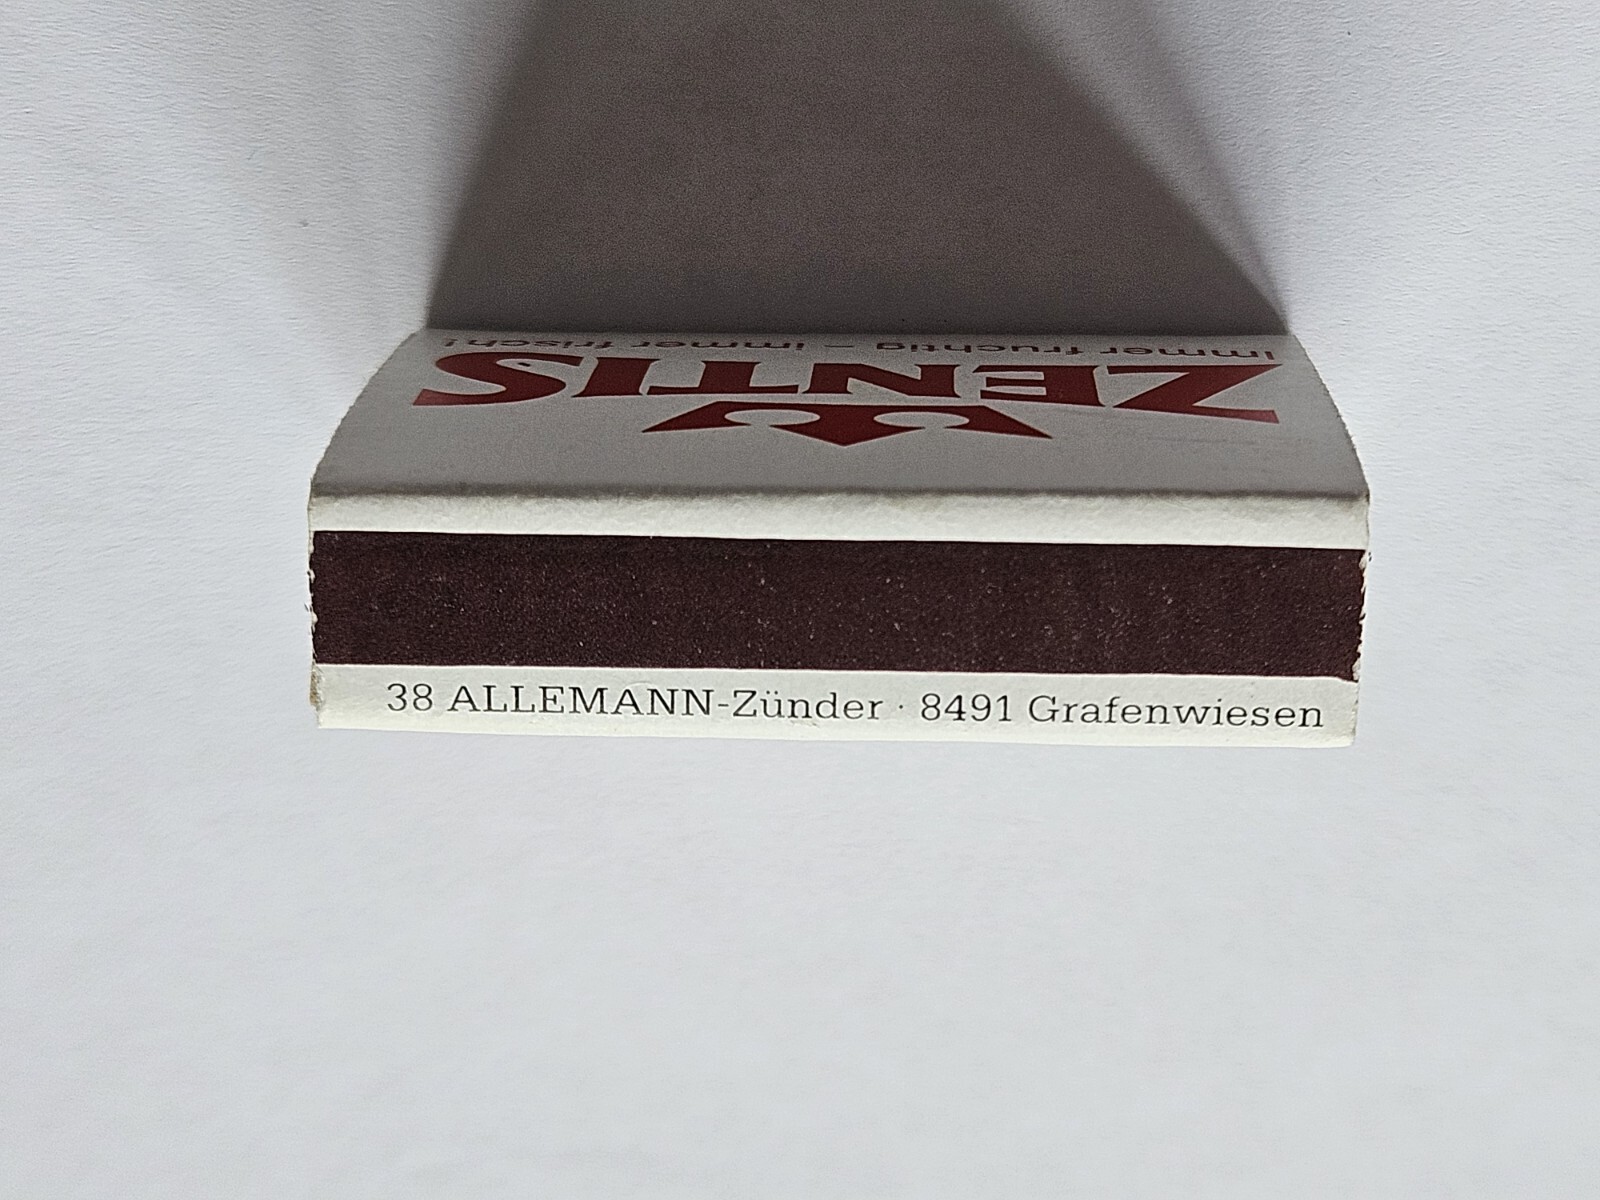 38 ALLEMANN-Zünder · 8491 Grafenwiesen
ZENTIS
immer fruchtig – immer frisch!